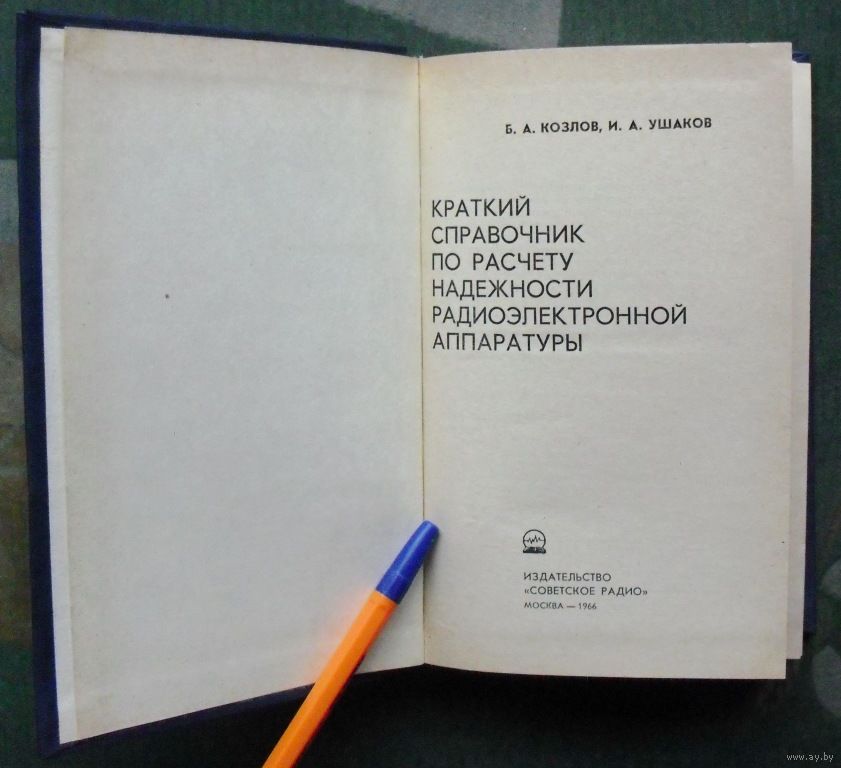 Б. А. КОЗЛОВ, И. А. УШАКОВ
КРАТКИЙ
СПРАВОЧНИК
ПО РАСЧЕТУ
НАДЕЖНОСТИ
РАДИОЭЛЕКТРОННОЙ
АППАРАТУРЫ
ИЗДАТЕЛЬСТВО
«СОВЕТСКОЕ РАДИО»
МОСКВА — 1966
www.ay.by